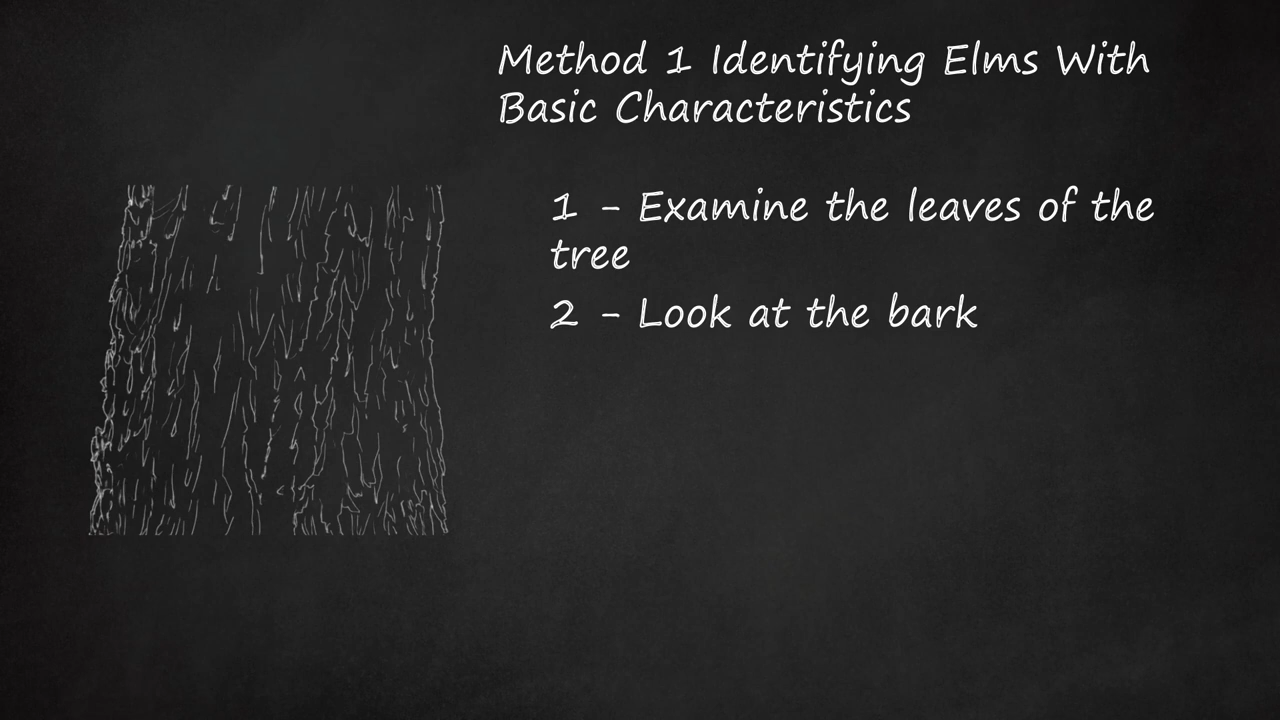 Method 1 Identifying Elms With
Basic Characteristics
1 - Examine the leaves of the
tree
2 - Look at the bark